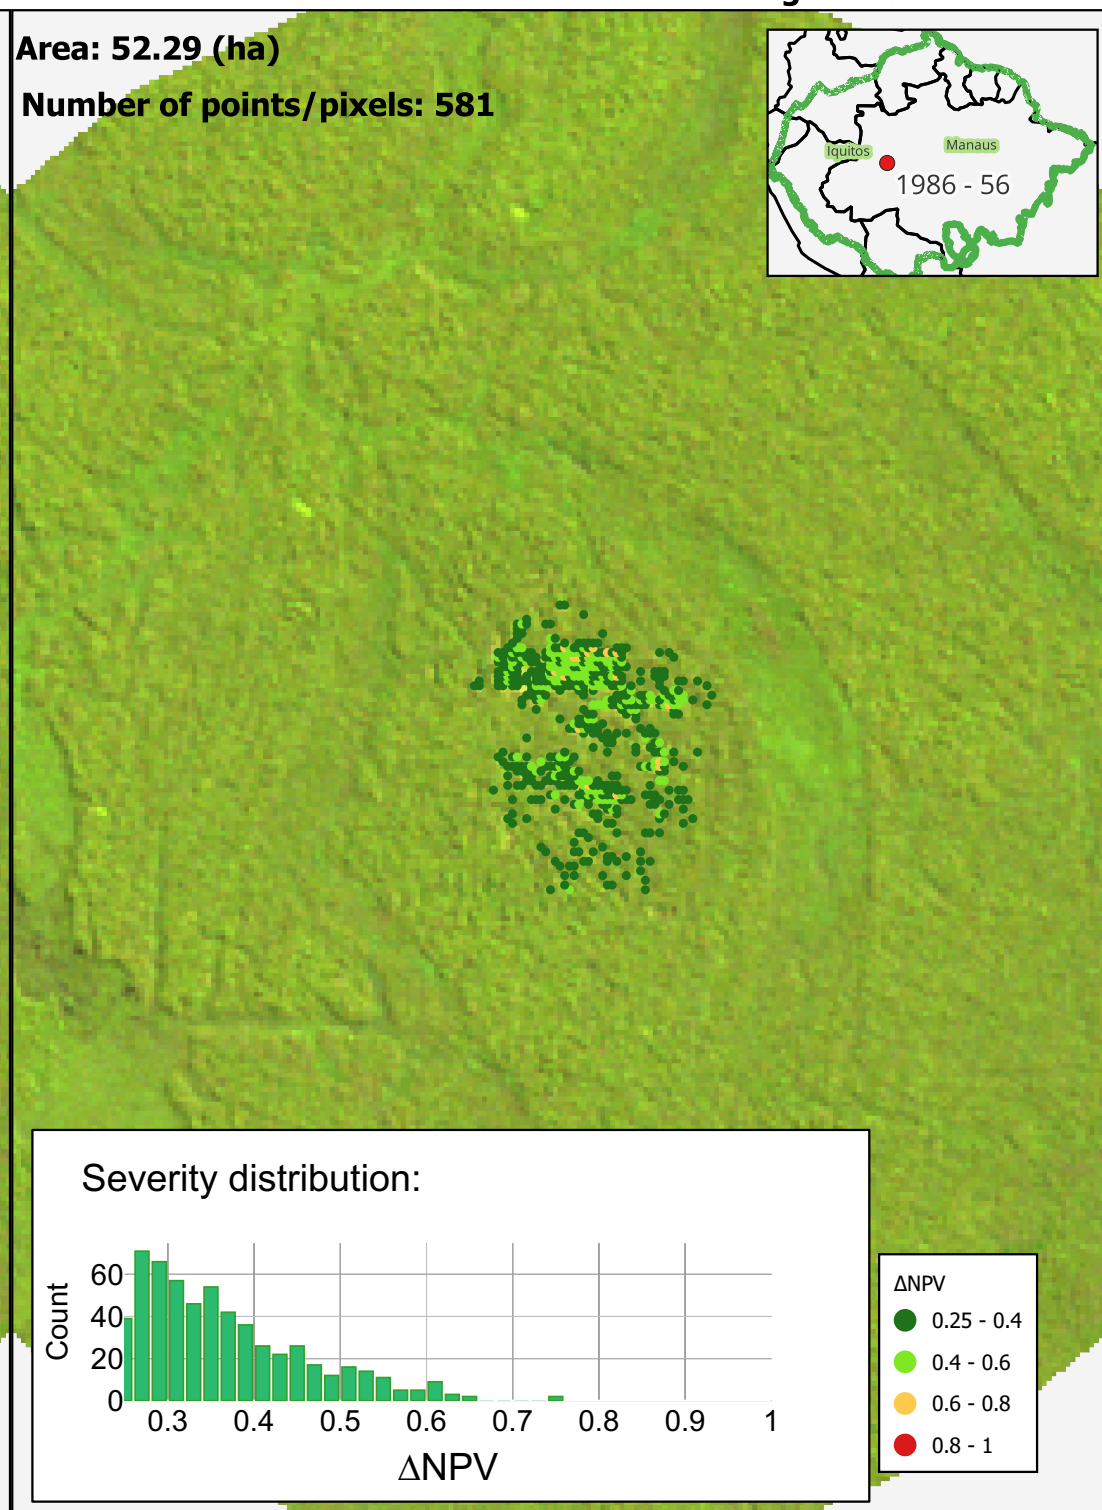 Area: 52.29 (ha)
Number of points/pixels: 581
Iquitos
Manaus
1986 - 56
Severity distribution:
Count
60
40
20
0
0.3 0.4 0.5 0.6 0.7 0.8 0.9 1
ΔNPV
ΔNPV
0.25 - 0.4
0.4 - 0.6
0.6 - 0.8
0.8 - 1